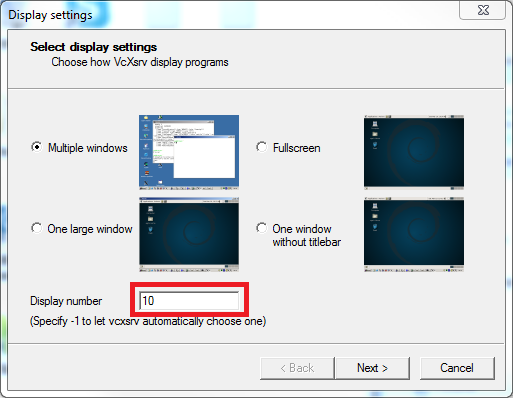 Display settings
Select display settings
Choose how VcXsrv display programs
Multiple windows
Fullscreen
One large window
One window
without titlebar
Display number
10
(Specify -1 to let vcxsrv automatically choose one)
< Back
Next >
Cancel